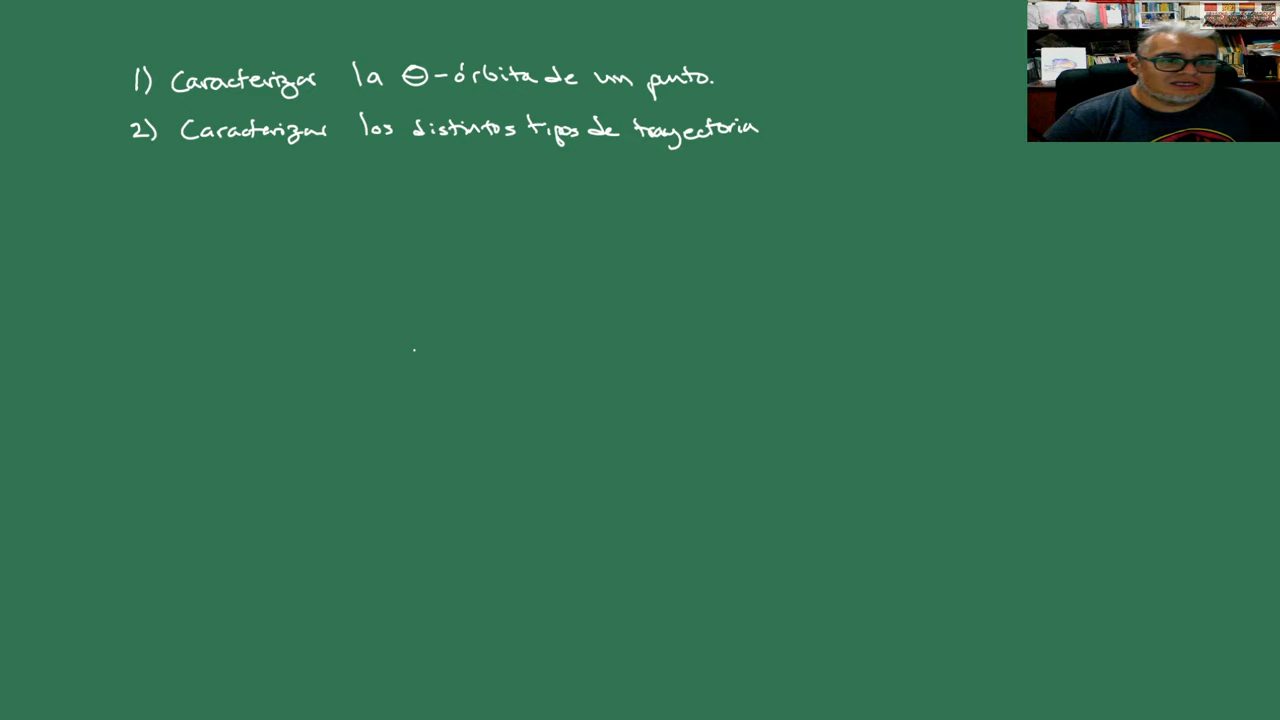 1) Caracterizar la Θ-órbita de un punto.
2) Caracterizar los distintos tipos de trayectoria